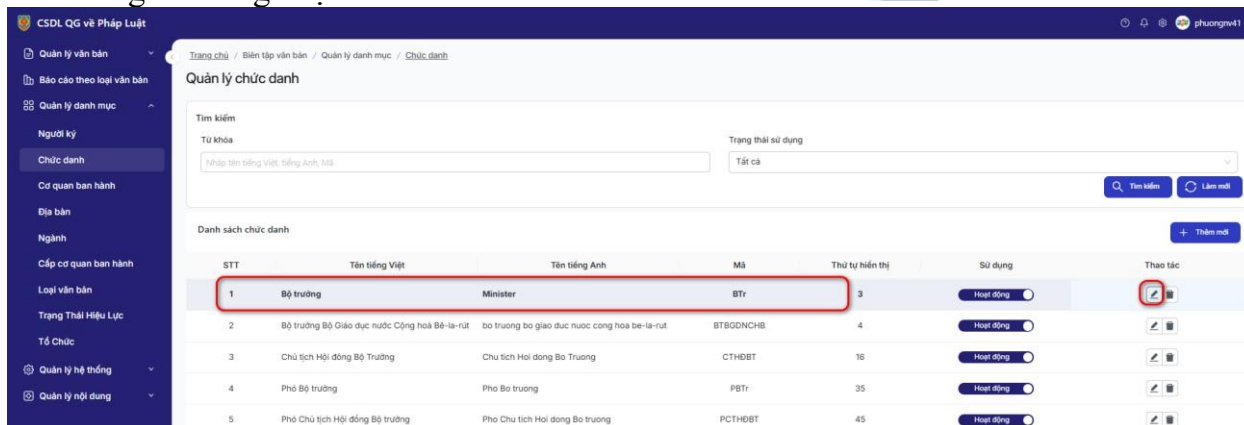 CSDL QG về Pháp Luật
phuongnv41
Quản lý văn bản
Báo cáo theo loại văn bản
Quản lý danh mục
Người ký
Chức danh
Cơ quan ban hành
Địa bàn
Ngành
Cấp cơ quan ban hành
Loại văn bản
Trạng Thái Hiệu Lực
Tổ Chức
Quản lý hệ thống
Quản lý nội dung
Trang chủ / Biên tập văn bản / Quản lý danh mục / Chức danh
Quản lý chức danh
Tìm kiếm
Từ khóa Trạng thái sử dụng
Nhập tên tiếng Việt, tiếng Anh, Mã Tất cả
Tìm kiếm Làm mới
Danh sách chức danh Thêm mới
STT Tên tiếng Việt Tên tiếng Anh Mã Thứ tự hiển thị Sử dụng Thao tác
1 Bộ trưởng Minister BTr 3 Hoạt động
2 Bộ trưởng Bộ Giáo dục nước Cộng hoà Bê-la-rút bo truong bo giao duc nuoc cong hoa be-la-rut BTBGDNCHB 4 Hoạt động
3 Chủ tịch Hội đồng Bộ Trưởng Chu tich Hoi dong Bo Truong CTHĐBT 16 Hoạt động
4 Phó Bộ trưởng Pho Bo truong PBTr 35 Hoạt động
5 Phó Chủ tịch Hội đồng Bộ trưởng Pho Chu tich Hoi dong Bo truong PCTHĐBT 45 Hoạt động